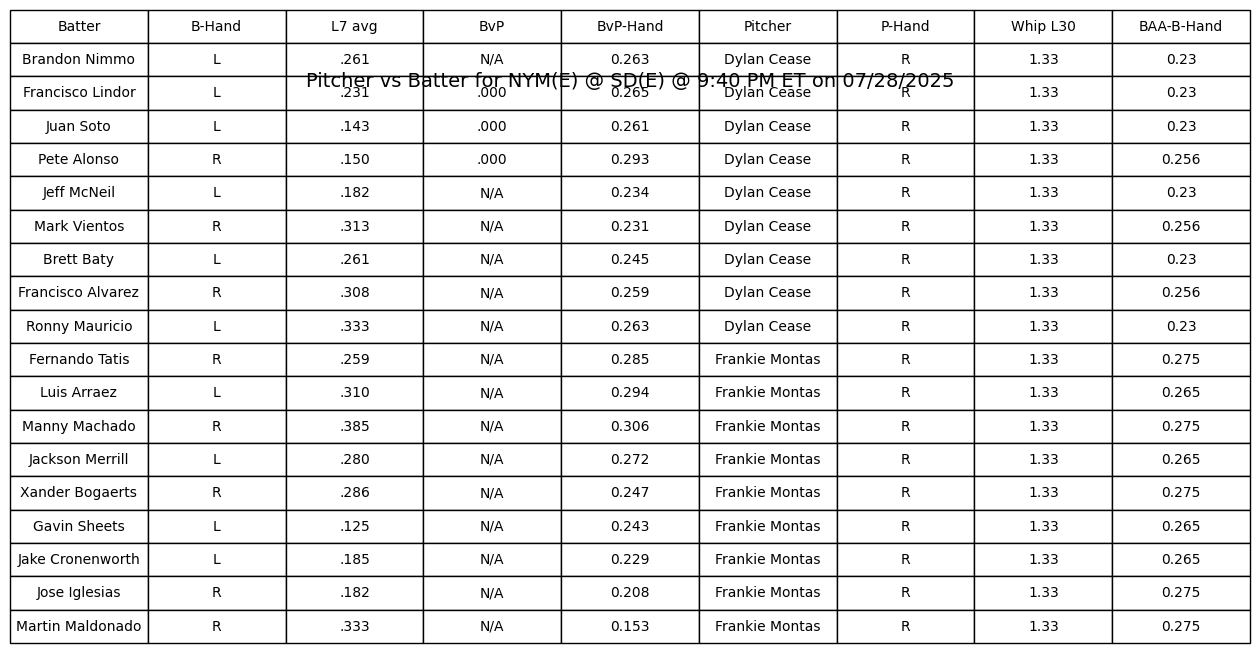 Batter B-Hand L7 avg BvP BvP-Hand Pitcher P-Hand Whip L30 BAA-B-Hand
Brandon Nimmo L .261 N/A 0.263 Dylan Cease R 1.33 0.23
Pitcher vs Batter for NYM(E) @ SD(E) @ 9:40 PM ET on 07/28/2025
Francisco Lindor L .231 .000 0.265 Dylan Cease R 1.33 0.23
Juan Soto L .143 .000 0.261 Dylan Cease R 1.33 0.23
Pete Alonso R .150 .000 0.293 Dylan Cease R 1.33 0.256
Jeff McNeil L .182 N/A 0.234 Dylan Cease R 1.33 0.23
Mark Vientos R .313 N/A 0.231 Dylan Cease R 1.33 0.256
Brett Baty L .261 N/A 0.245 Dylan Cease R 1.33 0.23
Francisco Alvarez R .308 N/A 0.259 Dylan Cease R 1.33 0.256
Ronny Mauricio L .333 N/A 0.263 Dylan Cease R 1.33 0.23
Fernando Tatis R .259 N/A 0.285 Frankie Montas R 1.33 0.275
Luis Arraez L .310 N/A 0.294 Frankie Montas R 1.33 0.265
Manny Machado R .385 N/A 0.306 Frankie Montas R 1.33 0.275
Jackson Merrill L .280 N/A 0.272 Frankie Montas R 1.33 0.265
Xander Bogaerts R .286 N/A 0.247 Frankie Montas R 1.33 0.275
Gavin Sheets L .125 N/A 0.243 Frankie Montas R 1.33 0.265
Jake Cronenworth L .185 N/A 0.229 Frankie Montas R 1.33 0.265
Jose Iglesias R .182 N/A 0.208 Frankie Montas R 1.33 0.275
Martin Maldonado R .333 N/A 0.153 Frankie Montas R 1.33 0.275